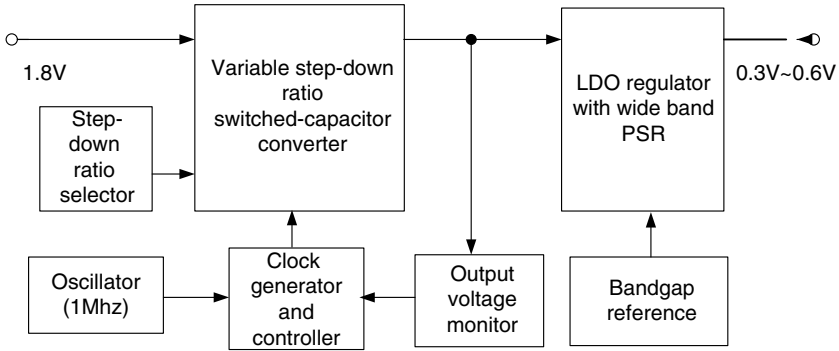 1.8V
Variable step-down
ratio
switched-capacitor
converter
LDO regulator
with wide band
PSR
0.3V~0.6V
Step-
down
ratio
selector
Oscillator
(1Mhz)
Clock
generator
and
controller
Output
voltage
monitor
Bandgap
reference